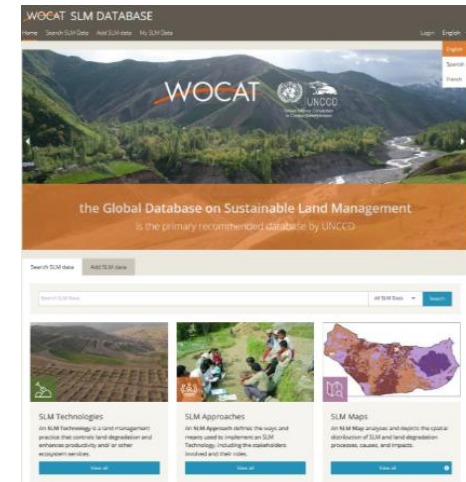 WOCAT SLM DATABASE
Home Search SLM Data Add SLM data My SLM Data Login English
English
Spanish
French
WOCAT
UNCCD
the Global Database on Sustainable Land Management
is the primary recommended database by UNCCD
Search SLM data Add SLM data
Search SLM Data All SLM Data Search
SLM Technologies SLM Approaches SLM Maps
An SLM Technology is a land management An SLM Approach defines the ways and An SLM Map analyses and depicts the spatial
practice that controls land degradation and means used to implement an SLM distribution of SLM and land degradation
enhances productivity and/ or other Technology, including the stakeholders processes, causes, and impacts.
ecosystem services. involved and their roles.
View all View all View all